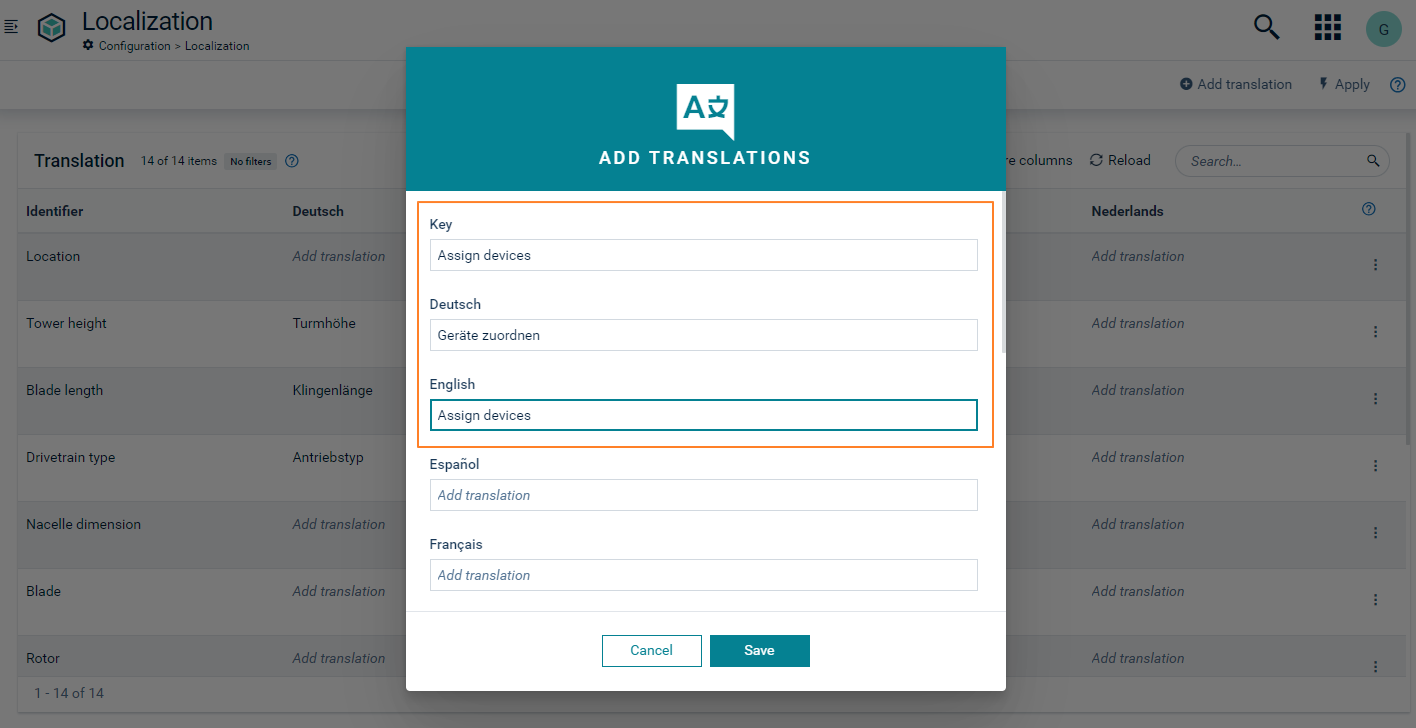 Localization
Configuration > Localization
G
Add translation
Apply
Translation
14 of 14 items
No filters
columns
Reload
Search...
Identifier
Deutsch
Nederlands
Location
Add translation
Add translation
Tower height
Turmhöhe
Add translation
Blade length
Klingenlänge
Add translation
Drivetrain type
Antriebstyp
Add translation
Nacelle dimension
Add translation
Add translation
Blade
Add translation
Add translation
Rotor
Add translation
Add translation
1 - 14 of 14
ADD TRANSLATIONS
Key
Assign devices
Deutsch
Geräte zuordnen
English
Assign devices
Español
Add translation
Français
Add translation
Cancel
Save